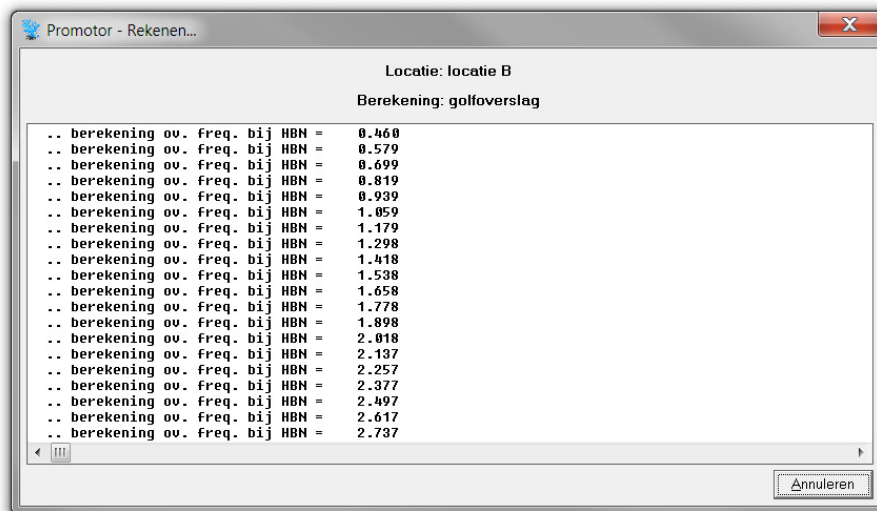 Promotor - Rekenen...
Locatie: locatie B
Berekening: golfoverslag
.. berekening ov. freq. bij HBN = 0.460
.. berekening ov. freq. bij HBN = 0.579
.. berekening ov. freq. bij HBN = 0.699
.. berekening ov. freq. bij HBN = 0.819
.. berekening ov. freq. bij HBN = 0.939
.. berekening ov. freq. bij HBN = 1.059
.. berekening ov. freq. bij HBN = 1.179
.. berekening ov. freq. bij HBN = 1.298
.. berekening ov. freq. bij HBN = 1.418
.. berekening ov. freq. bij HBN = 1.538
.. berekening ov. freq. bij HBN = 1.658
.. berekening ov. freq. bij HBN = 1.778
.. berekening ov. freq. bij HBN = 1.898
.. berekening ov. freq. bij HBN = 2.018
.. berekening ov. freq. bij HBN = 2.137
.. berekening ov. freq. bij HBN = 2.257
.. berekening ov. freq. bij HBN = 2.377
.. berekening ov. freq. bij HBN = 2.497
.. berekening ov. freq. bij HBN = 2.617
.. berekening ov. freq. bij HBN = 2.737
Annuleren